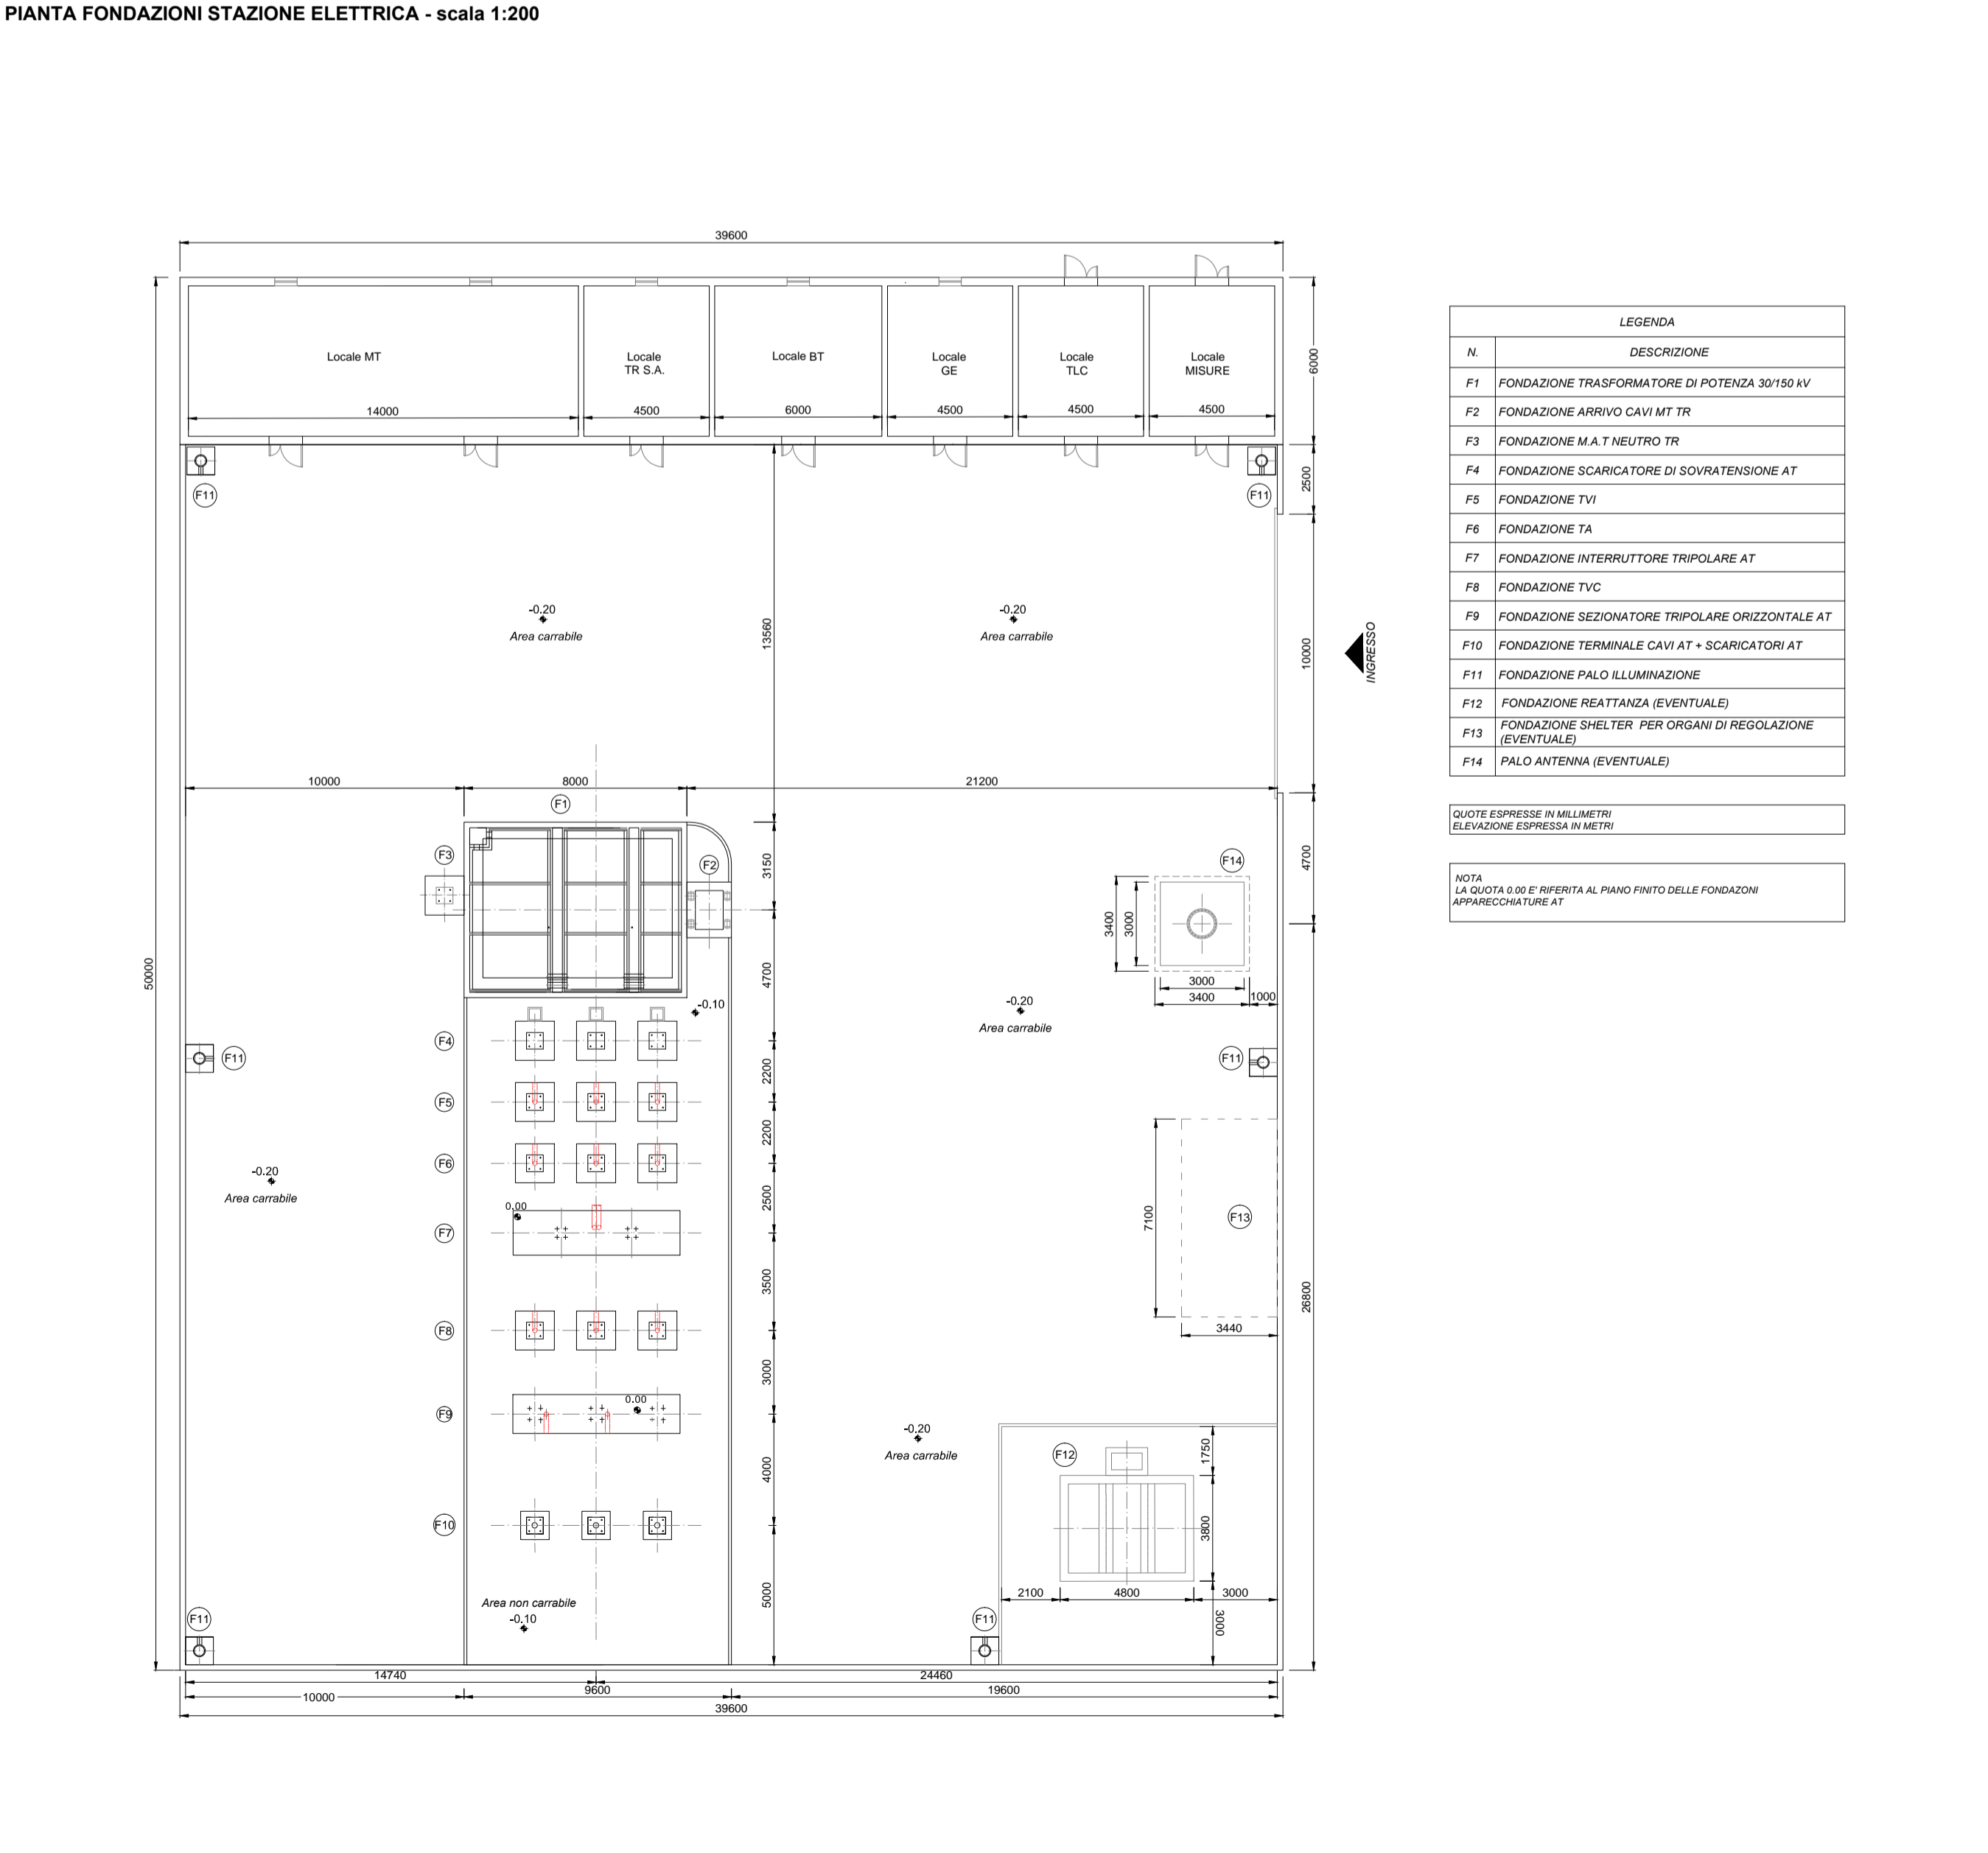 PIANTA FONDAZIONI STAZIONE ELETTRICA - scala 1:200
39600
Locale MT
Locale
TR S.A.
Locale BT
Locale
GE
Locale
TLC
Locale
MISURE
14000
4500
6000
4500
4500
4500
6000
F11
F11
2500
-0.20
Area carrabile
-0.20
Area carrabile
13560
10000
INGRESSO
10000
8000
21200
F1
F3
F2
3150
F14
4700
3400
3000
3000
3400
1000
50000
4700
-0.10
-0.20
Area carrabile
F4
F11
F11
2200
F5
2200
F6
-0.20
Area carrabile
2500
0.00
F7
7100
F13
3500
26800
F8
3440
3000
0.00
F9
-0.20
Area carrabile
F12
1750
4000
F10
3800
2100
4800
3000
3000
5000
Area non carrabile
-0.10
F11
F11
14740
24460
10000
9600
19600
39600
LEGENDA
N. DESCRIZIONE
F1 FONDAZIONE TRASFORMATORE DI POTENZA 30/150 kV
F2 FONDAZIONE ARRIVO CAVI MT TR
F3 FONDAZIONE M.A.T NEUTRO TR
F4 FONDAZIONE SCARICATORE DI SOVRATENSIONE AT
F5 FONDAZIONE TVI
F6 FONDAZIONE TA
F7 FONDAZIONE INTERRUTTORE TRIPOLARE AT
F8 FONDAZIONE TVC
F9 FONDAZIONE SEZIONATORE TRIPOLARE ORIZZONTALE AT
F10 FONDAZIONE TERMINALE CAVI AT + SCARICATORI AT
F11 FONDAZIONE PALO ILLUMINAZIONE
F12 FONDAZIONE REATTANZA (EVENTUALE)
F13 FONDAZIONE SHELTER PER ORGANI DI REGOLAZIONE
(EVENTUALE)
F14 PALO ANTENNA (EVENTUALE)
QUOTE ESPRESSE IN MILLIMETRI
ELEVAZIONE ESPRESSA IN METRI
NOTA
LA QUOTA 0.00 E' RIFERITA AL PIANO FINITO DELLE FONDAZONI
APPARECCHIATURE AT